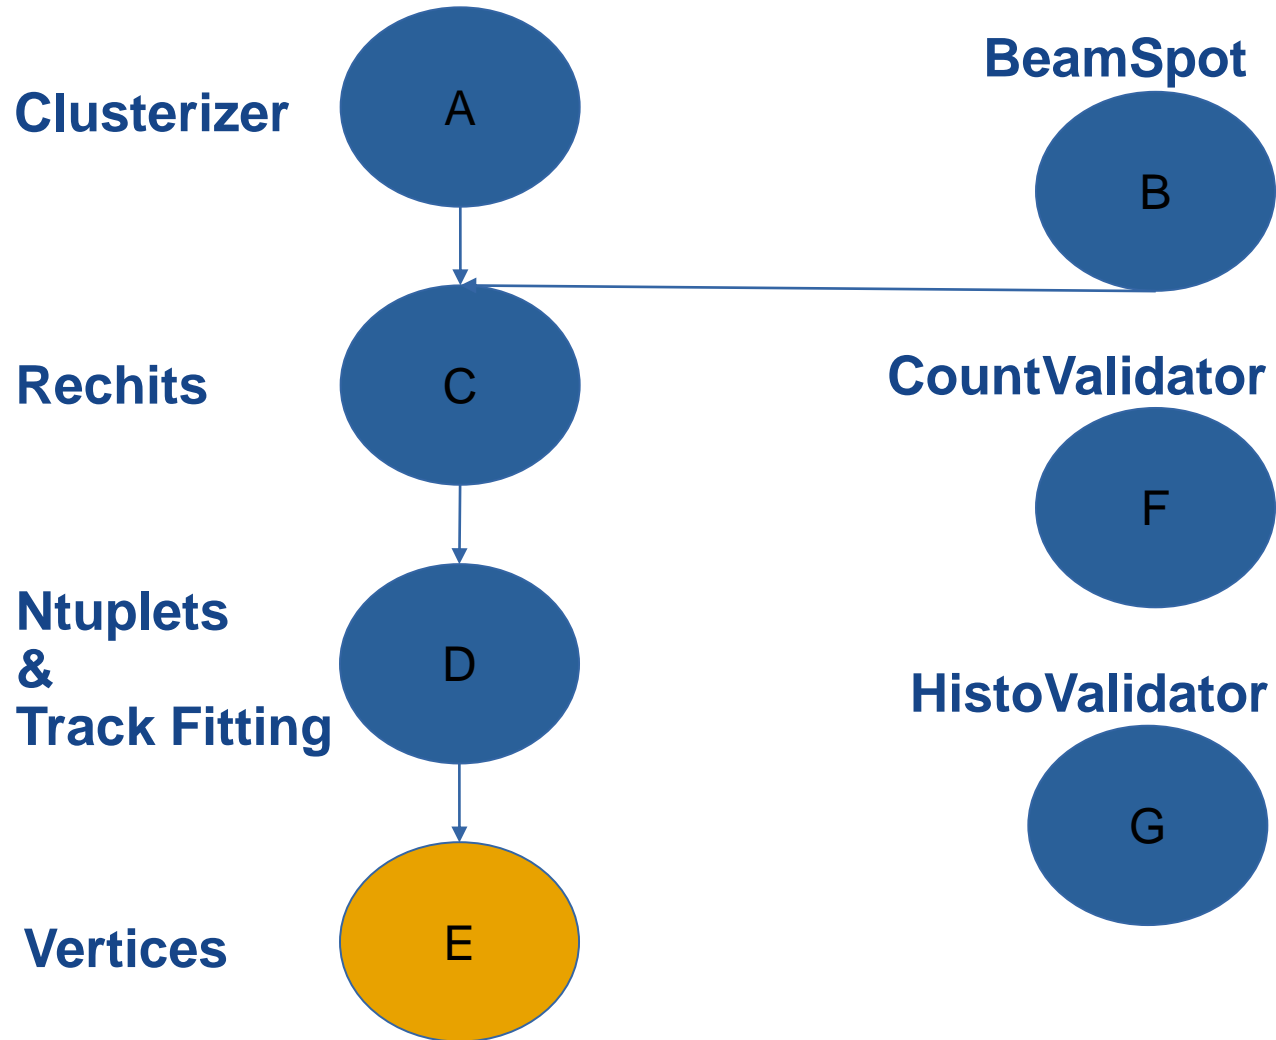 Clusterizer
A
BeamSpot
B
Rechits
C
CountValidator
F
Ntuplets
&
Track Fitting
D
HistoValidator
G
Vertices
E